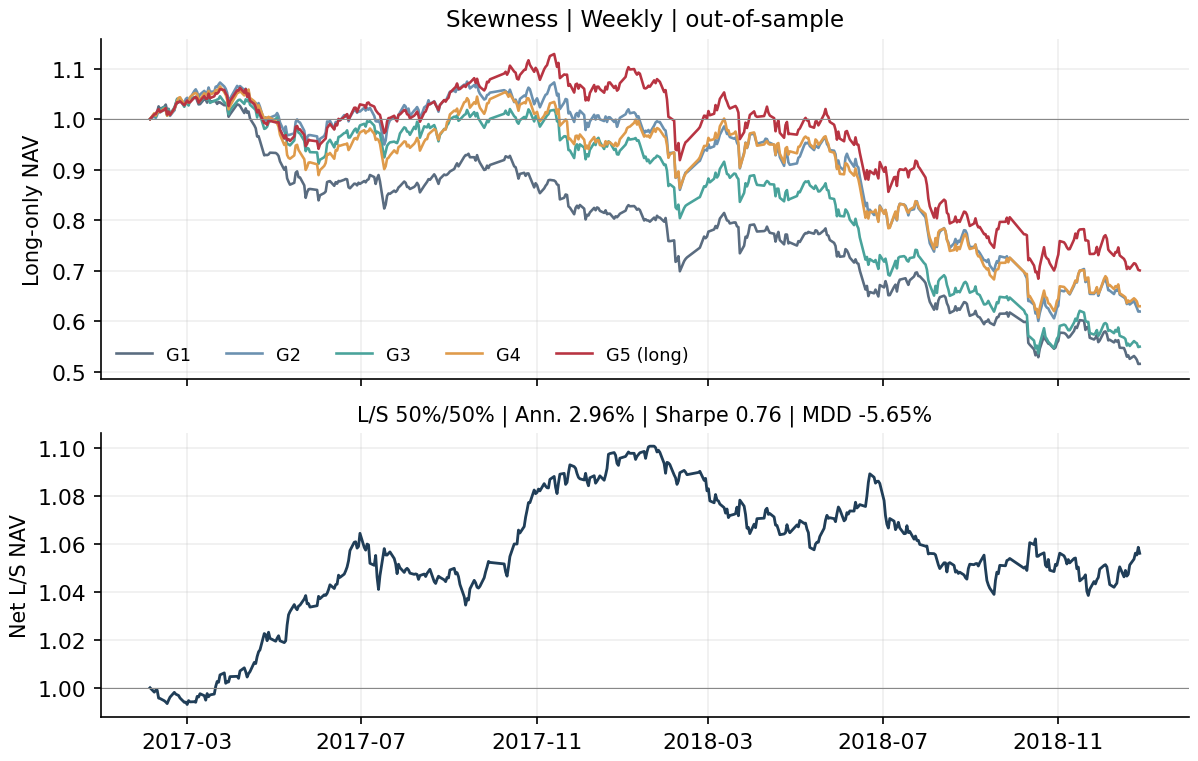 Skewness | Weekly | out-of-sample
Long-only NAV
1.1
1.0
0.9
0.8
0.7
0.6
0.5
G1 G2 G3 G4 G5 (long)
L/S 50%/50% | Ann. 2.96% | Sharpe 0.76 | MDD -5.65%
Net L/S NAV
1.10
1.08
1.06
1.04
1.02
1.00
2017-03 2017-07 2017-11 2018-03 2018-07 2018-11